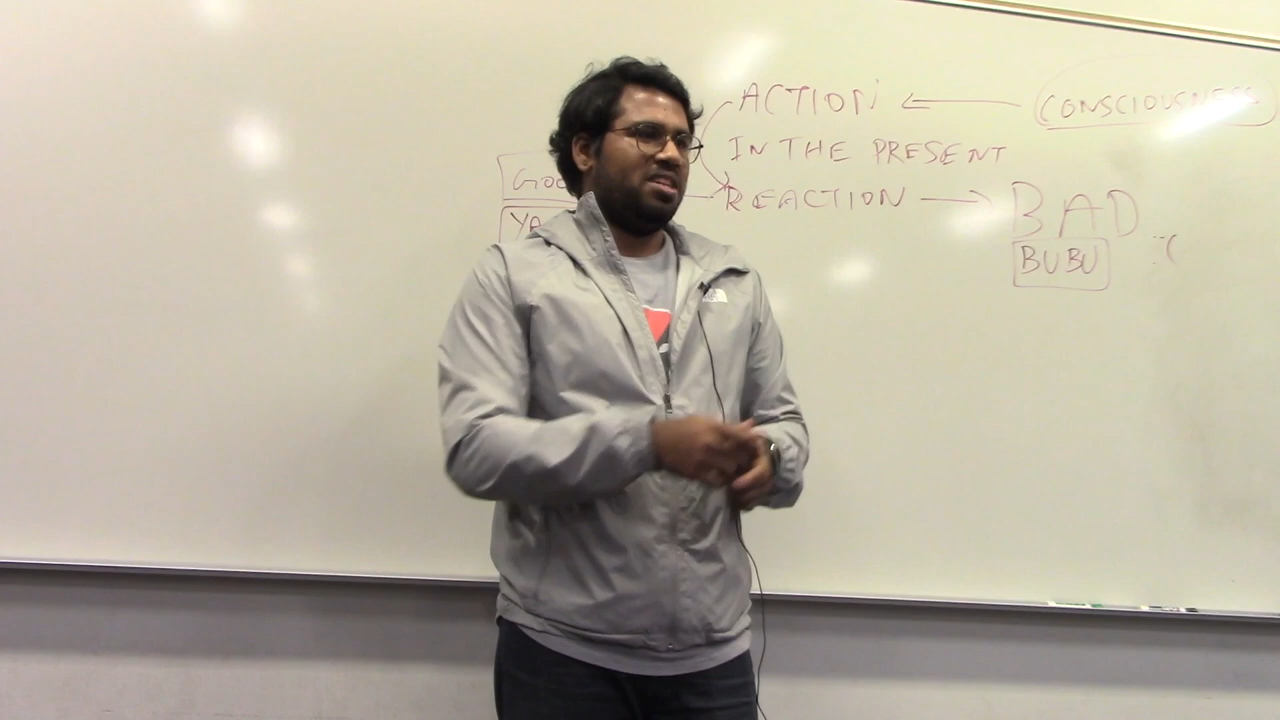 ACTION ← CONSCIOUSNESS
IN THE PRESENT
REACTION → BAD
BUBU :(